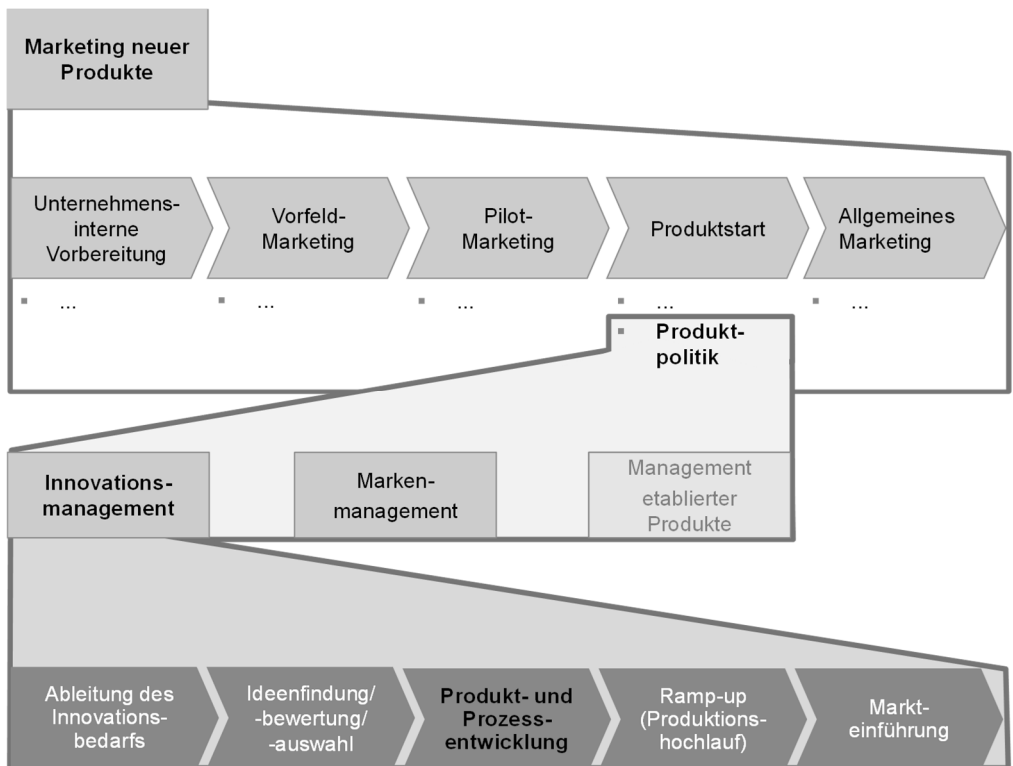 Marketing neuer
Produkte
Unternehmens-
interne
Vorbereitung
Vorfeld-
Marketing
Pilot-
Marketing
Produktstart
Allgemeines
Marketing
▪ ...
▪ ...
▪ ...
▪ ...
▪ ...
▪ Produkt-
politik
Innovations-
management
Marken-
management
Management
etablierter
Produkte
Ableitung des
Innovations-
bedarfs
Ideenfindung/
-bewertung/
-auswahl
Produkt- und
Prozess-
entwicklung
Ramp-up
(Produktions-
hochlauf)
Markt-
einführung